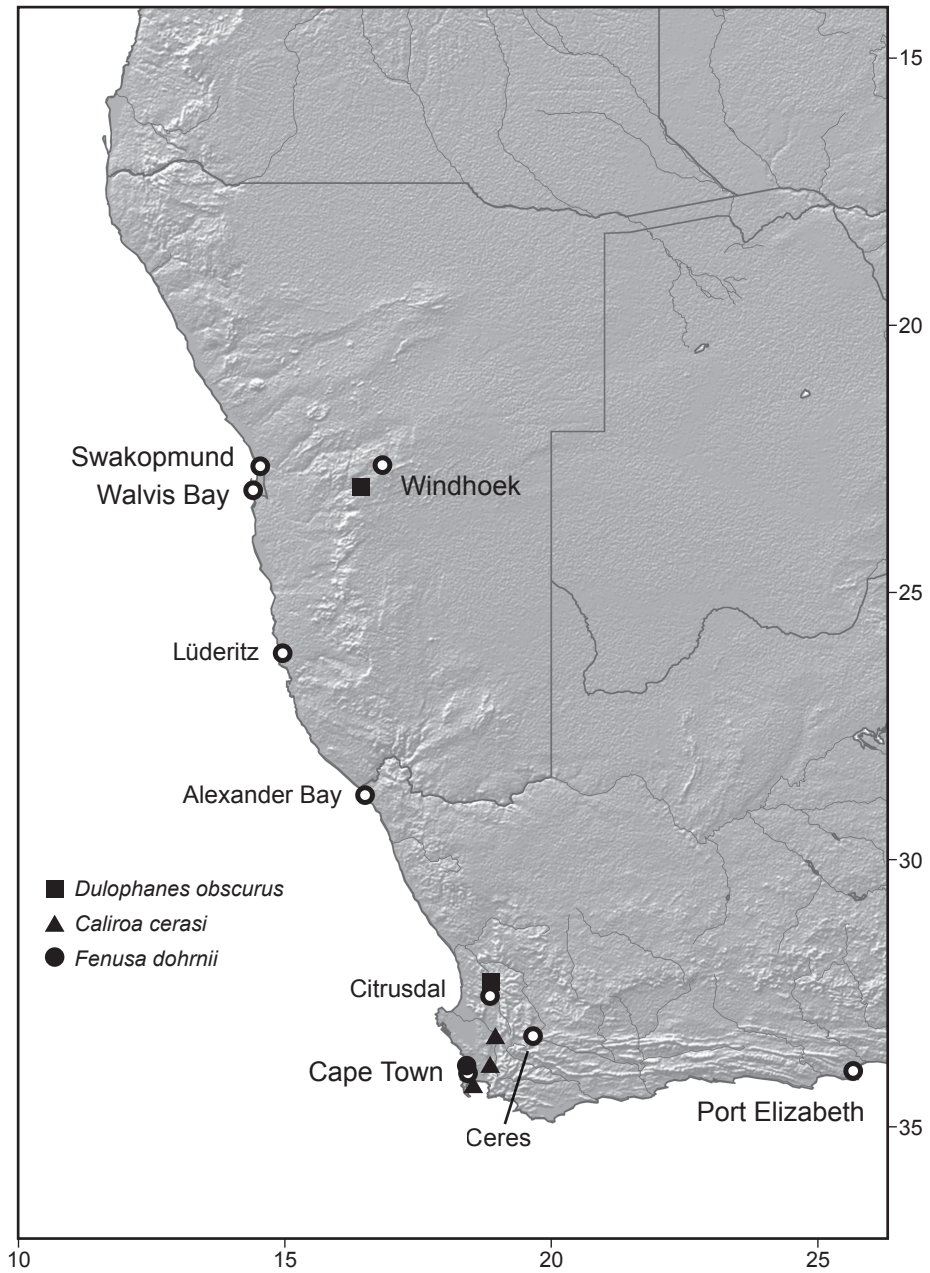 15
20
Swakopmund
Walvis Bay
Windhoek
25
Lüderitz
Alexander Bay
30
Dulophanes obscurus
Caliroa cerasi
Fenusa dohrnii
Citrusdal
Cape Town
Port Elizabeth
Ceres
35
10 15 20 25